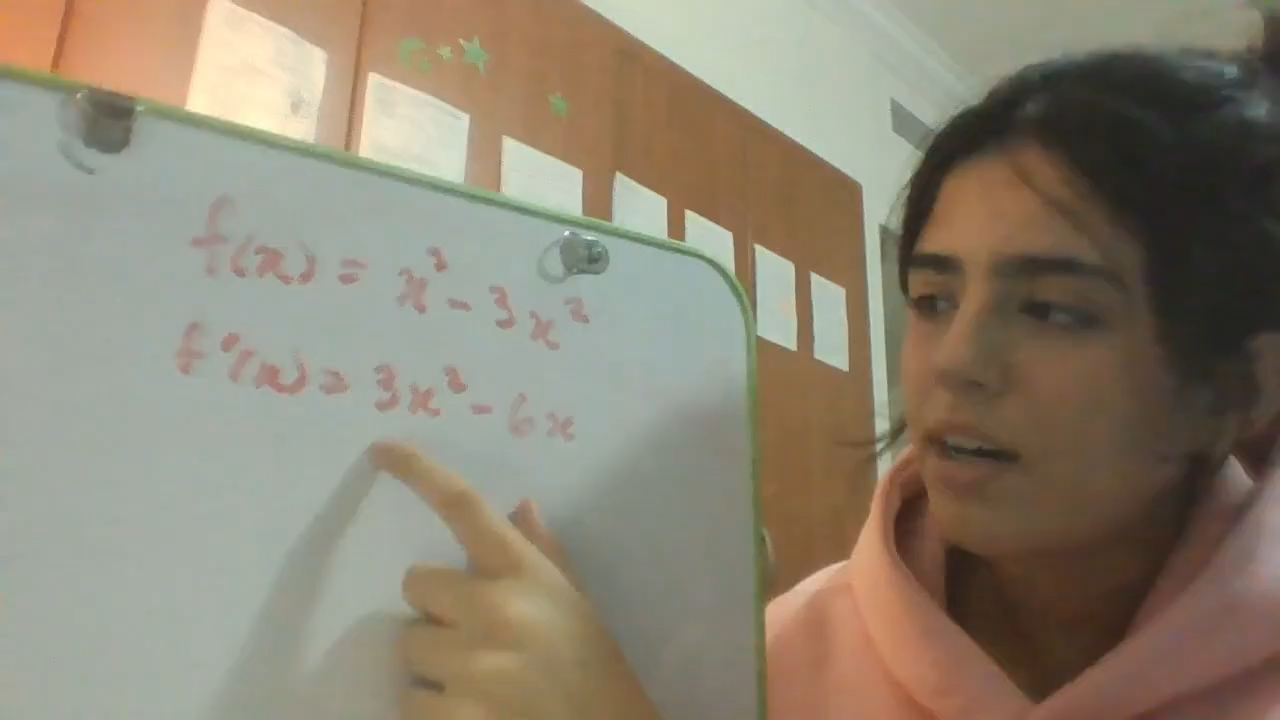 f(x) = x³ - 3x²
f'(x) = 3x² - 6x